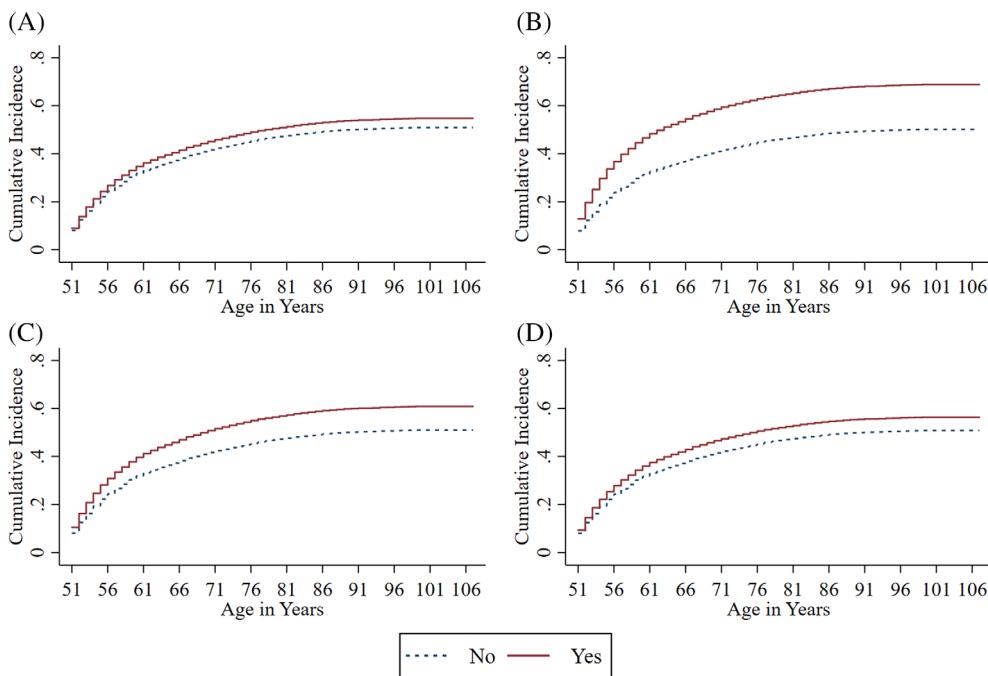 (A)
Cumulative Incidence
.8
.6
.4
.2
0
51 56 61 66 71 76 81 86 91 96 101 106
Age in Years
(B)
Cumulative Incidence
.8
.6
.4
.2
0
51 56 61 66 71 76 81 86 91 96 101 106
Age in Years
(C)
Cumulative Incidence
.8
.6
.4
.2
0
51 56 61 66 71 76 81 86 91 96 101 106
Age in Years
(D)
Cumulative Incidence
.8
.6
.4
.2
0
51 56 61 66 71 76 81 86 91 96 101 106
Age in Years
No Yes